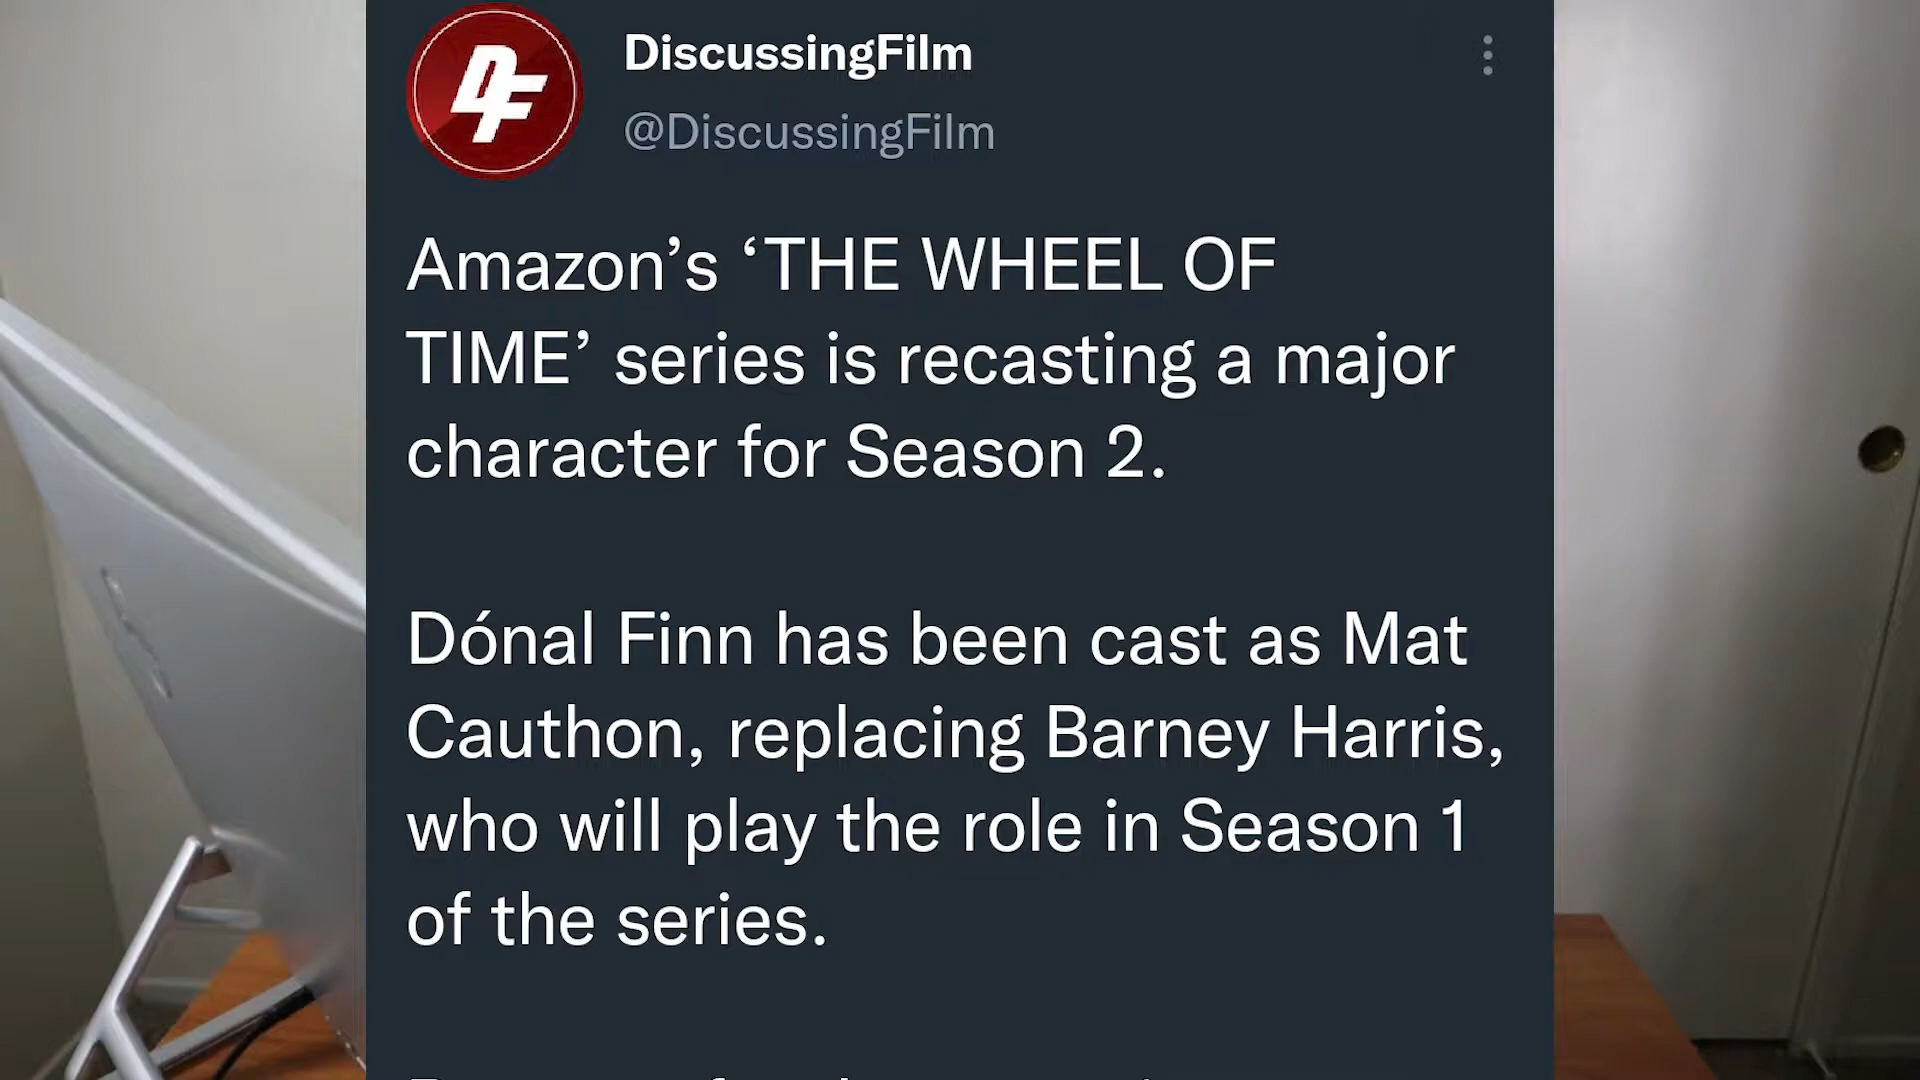 DF
DiscussingFilm
@DiscussingFilm
Amazon’s ‘THE WHEEL OF
TIME’ series is recasting a major
character for Season 2.
Dónal Finn has been cast as Mat
Cauthon, replacing Barney Harris,
who will play the role in Season 1
of the series.